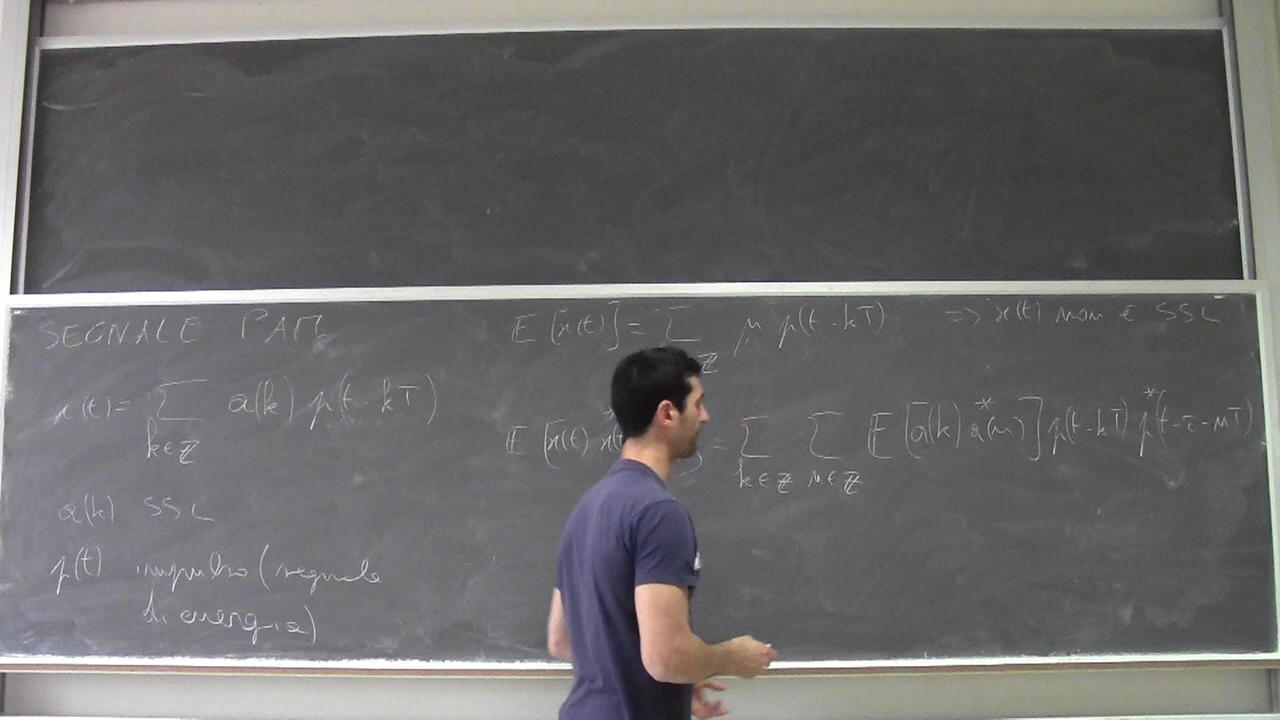 SEGNALE PAM
x(t) = ∑ a(k) p(t-kT)
k∈ℤ
a(k) SSL
p(t) impulso (segnale
di energia)
E[x(t)] = ∑ μ p(t-kT) => x(t) non è SSL
ℤ
E[x(t) x = ∑ ∑ E[a(k) a*(m)] p(t-kT) p*(t-τ-mT)
k∈ℤ m∈ℤ